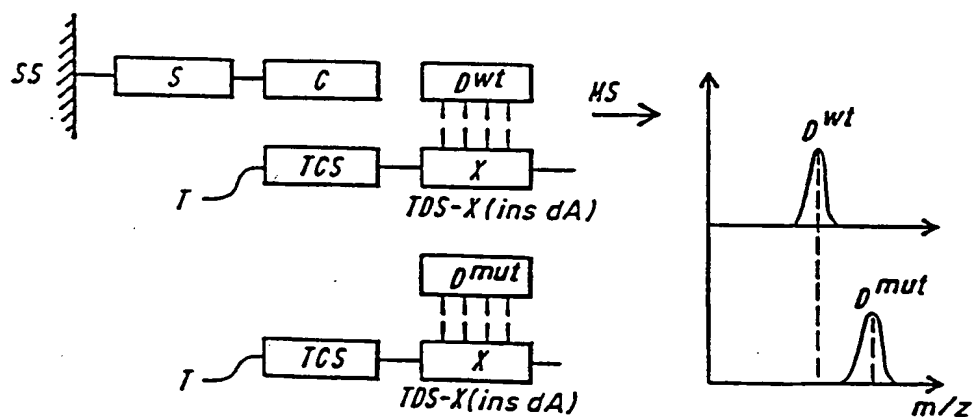 SS
S
C
D wt
MS
T
TCS
X
TDS-X(ins dA)
D mut
T
TCS
X
TDS-X(ins dA)
D wt
D mut
m/z